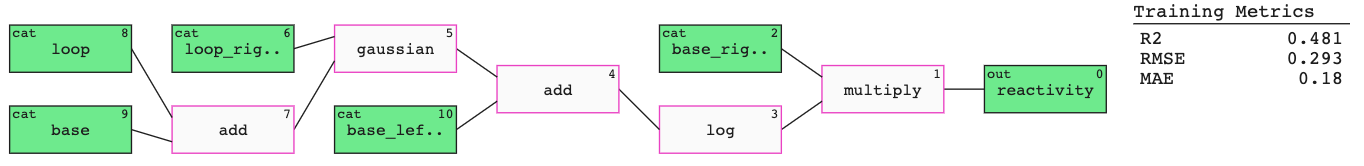 cat 8
loop
cat 6
loop_rig..
5
gaussian
cat 2
base_rig..
4
add
1
multiply
out 0
reactivity
cat 9
base
7
add
cat 10
base_lef..
3
log
Training Metrics
R2 0.481
RMSE 0.293
MAE 0.18